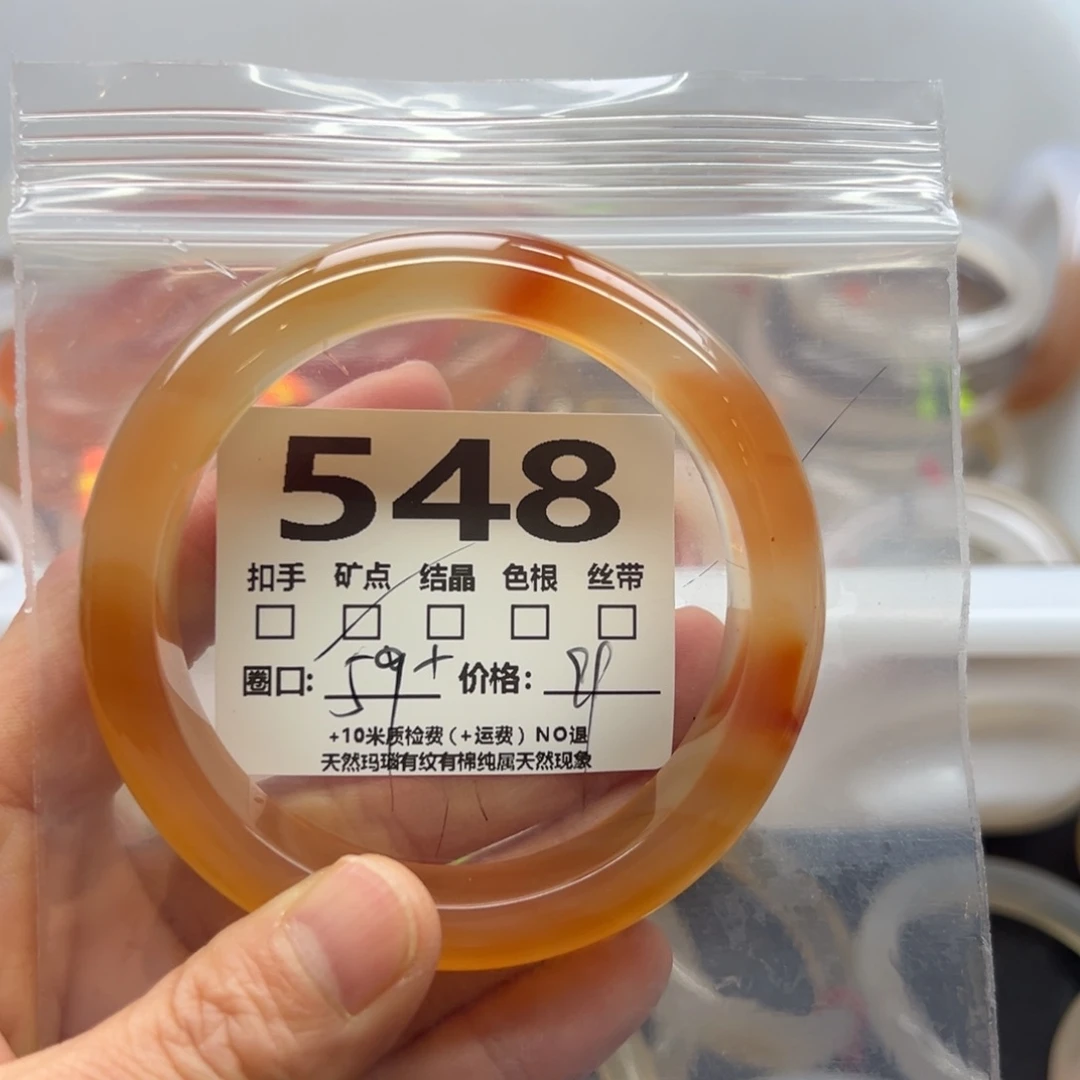 548
扣手 矿点 结晶 色根 丝带
圈口: 59+ 价格:
+10米质检费(+运费) NO退
天然玛瑙有纹有棉纯属天然现象